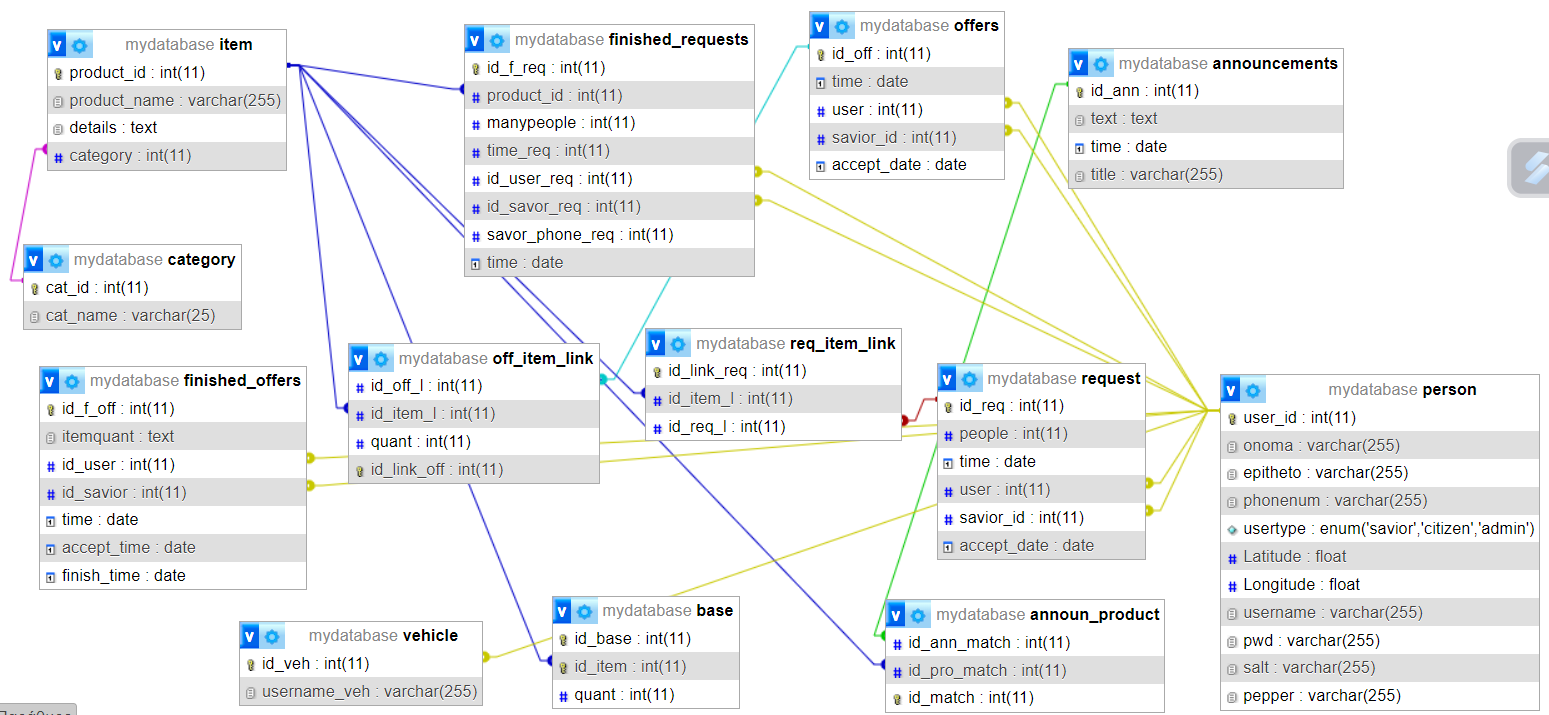 mydatabase item
product_id : int(11)
product_name : varchar(255)
details : text
category : int(11)
mydatabase finished_requests
id_f_req : int(11)
product_id : int(11)
manypeople : int(11)
time_req : int(11)
id_user_req : int(11)
id_savor_req : int(11)
savor_phone_req : int(11)
time : date
mydatabase offers
id_off : int(11)
time : date
user : int(11)
savior_id : int(11)
accept_date : date
mydatabase announcements
id_ann : int(11)
text : text
time : date
title : varchar(255)
mydatabase category
cat_id : int(11)
cat_name : varchar(25)
mydatabase finished_offers
id_f_off : int(11)
itemquant : text
id_user : int(11)
id_savior : int(11)
time : date
accept_time : date
finish_time : date
mydatabase off_item_link
id_off_l : int(11)
id_item_l : int(11)
quant : int(11)
id_link_off : int(11)
mydatabase req_item_link
id_link_req : int(11)
id_item_l : int(11)
id_req_l : int(11)
mydatabase request
id_req : int(11)
people : int(11)
time : date
user : int(11)
savior_id : int(11)
accept_date : date
mydatabase person
user_id : int(11)
onoma : varchar(255)
epitheto : varchar(255)
phonenum : varchar(255)
usertype : enum('savior','citizen','admin')
Latitude : float
Longitude : float
username : varchar(255)
pwd : varchar(255)
salt : varchar(255)
pepper : varchar(255)
mydatabase vehicle
id_veh : int(11)
username_veh : varchar(255)
mydatabase base
id_base : int(11)
id_item : int(11)
quant : int(11)
mydatabase announ_product
id_ann_match : int(11)
id_pro_match : int(11)
id_match : int(11)